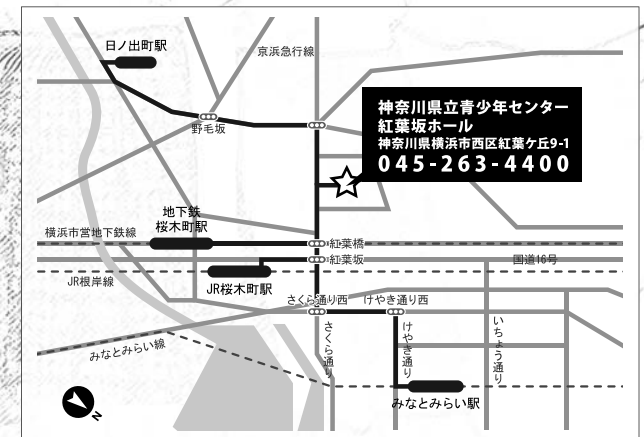 日ノ出町駅
京浜急行線
野毛坂
神奈川県立青少年センター
紅葉坂ホール
神奈川県横浜市西区紅葉ケ丘9-1
045-263-4400
地下鉄
桜木町駅
横浜市営地下鉄線
紅葉橋
紅葉坂
国道16号
JR根岸線
JR桜木町駅
さくら通り西
けやき通り西
さくら通り
けやき通り
いちょう通り
みなとみらい線
みなとみらい駅
N